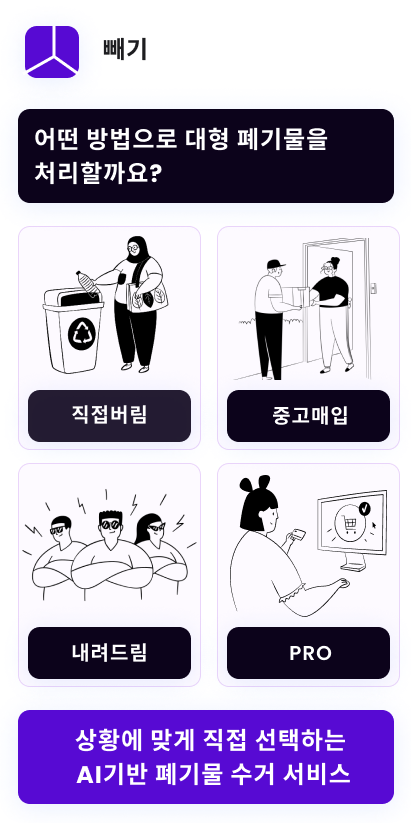 빼기
어떤 방법으로 대형 폐기물을
처리할까요?
직접버림
중고매입
내려드림
PRO
상황에 맞게 직접 선택하는
AI기반 폐기물 수거 서비스